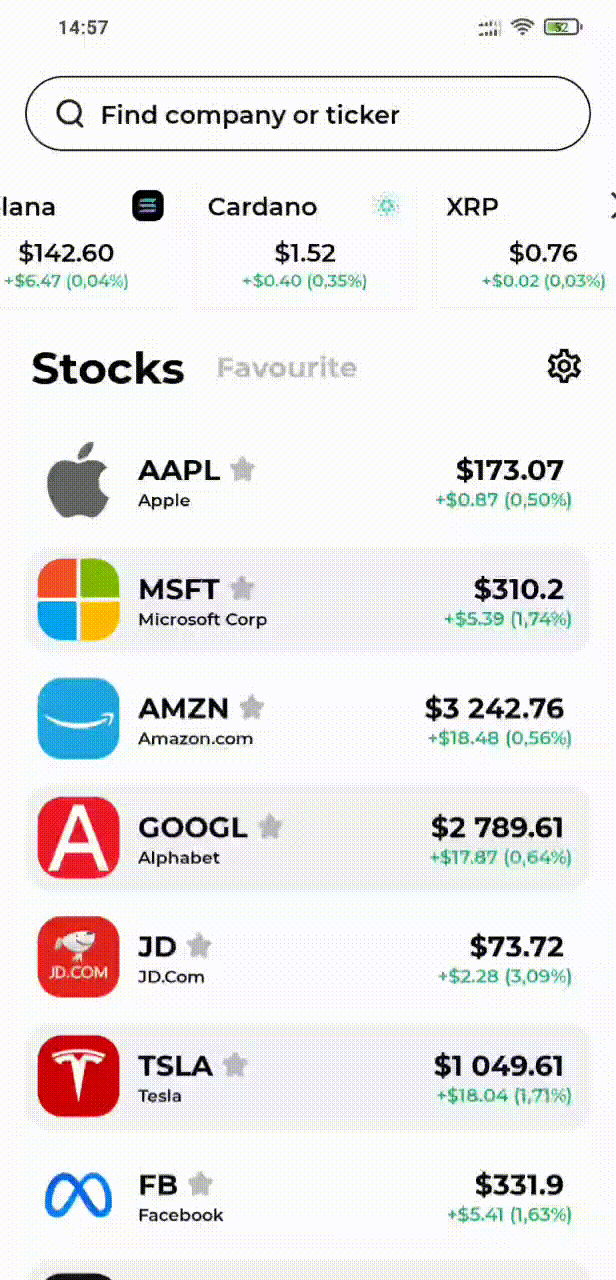 14:57
52
Find company or ticker
lana
Cardano
XRP
$142.60
$1.52
$0.76
+$6.47 (0,04%)
+$0.40 (0,35%)
+$0.02 (0,03%)
Stocks Favourite
AAPL
$173.07
Apple
+$0.87 (0,50%)
MSFT
$310.2
Microsoft Corp
+$5.39 (1,74%)
AMZN
$3 242.76
Amazon.com
+$18.48 (0,56%)
A
GOOGL
$2 789.61
Alphabet
+$17.87 (0,64%)
JD.COM
JD
$73.72
JD.Com
+$2.28 (3,09%)
TSLA
$1 049.61
Tesla
+$18.04 (1,71%)
FB
$331.9
Facebook
+$5.41 (1,63%)